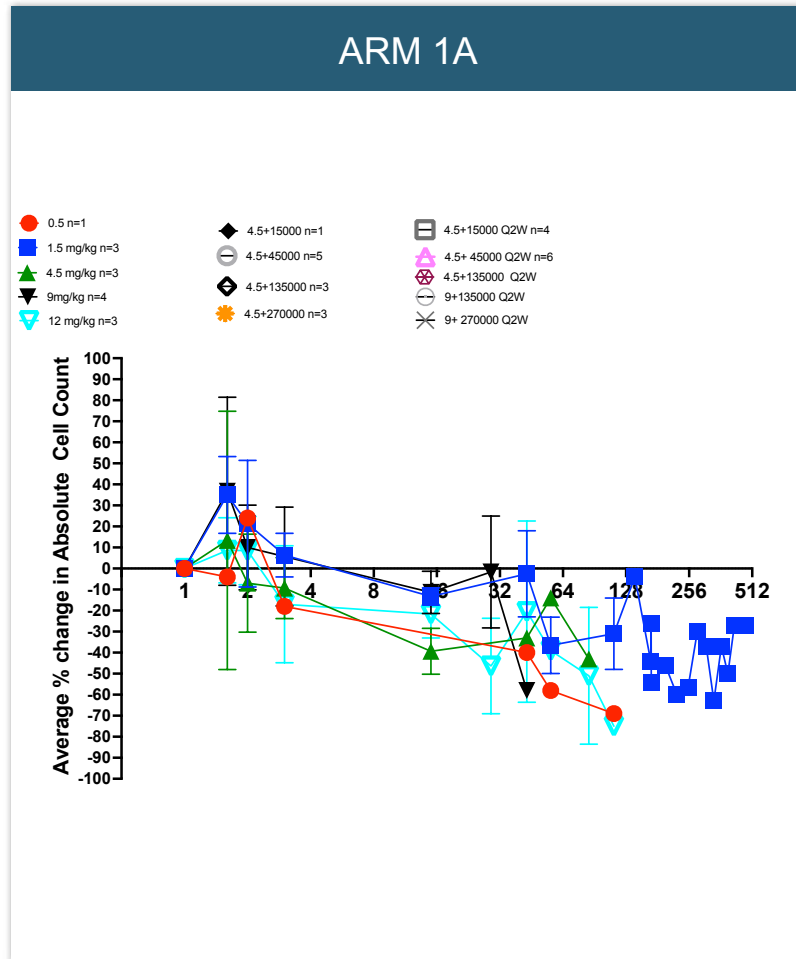 ARM 1A
0.5 n=1
1.5 mg/kg n=3
4.5 mg/kg n=3
9mg/kg n=4
12 mg/kg n=3
4.5+15000 n=1
4.5+45000 n=5
4.5+135000 n=3
4.5+270000 n=3
4.5+15000 Q2W n=4
4.5+ 45000 Q2W n=6
4.5+135000 Q2W
9+135000 Q2W
9+ 270000 Q2W
Average % change in Absolute Cell Count
100
90
80
70
60
50
40
30
20
10
0
-10
-20
-30
-40
-50
-60
-70
-80
-90
-100
1 2 4 8 32 64 128 256 512